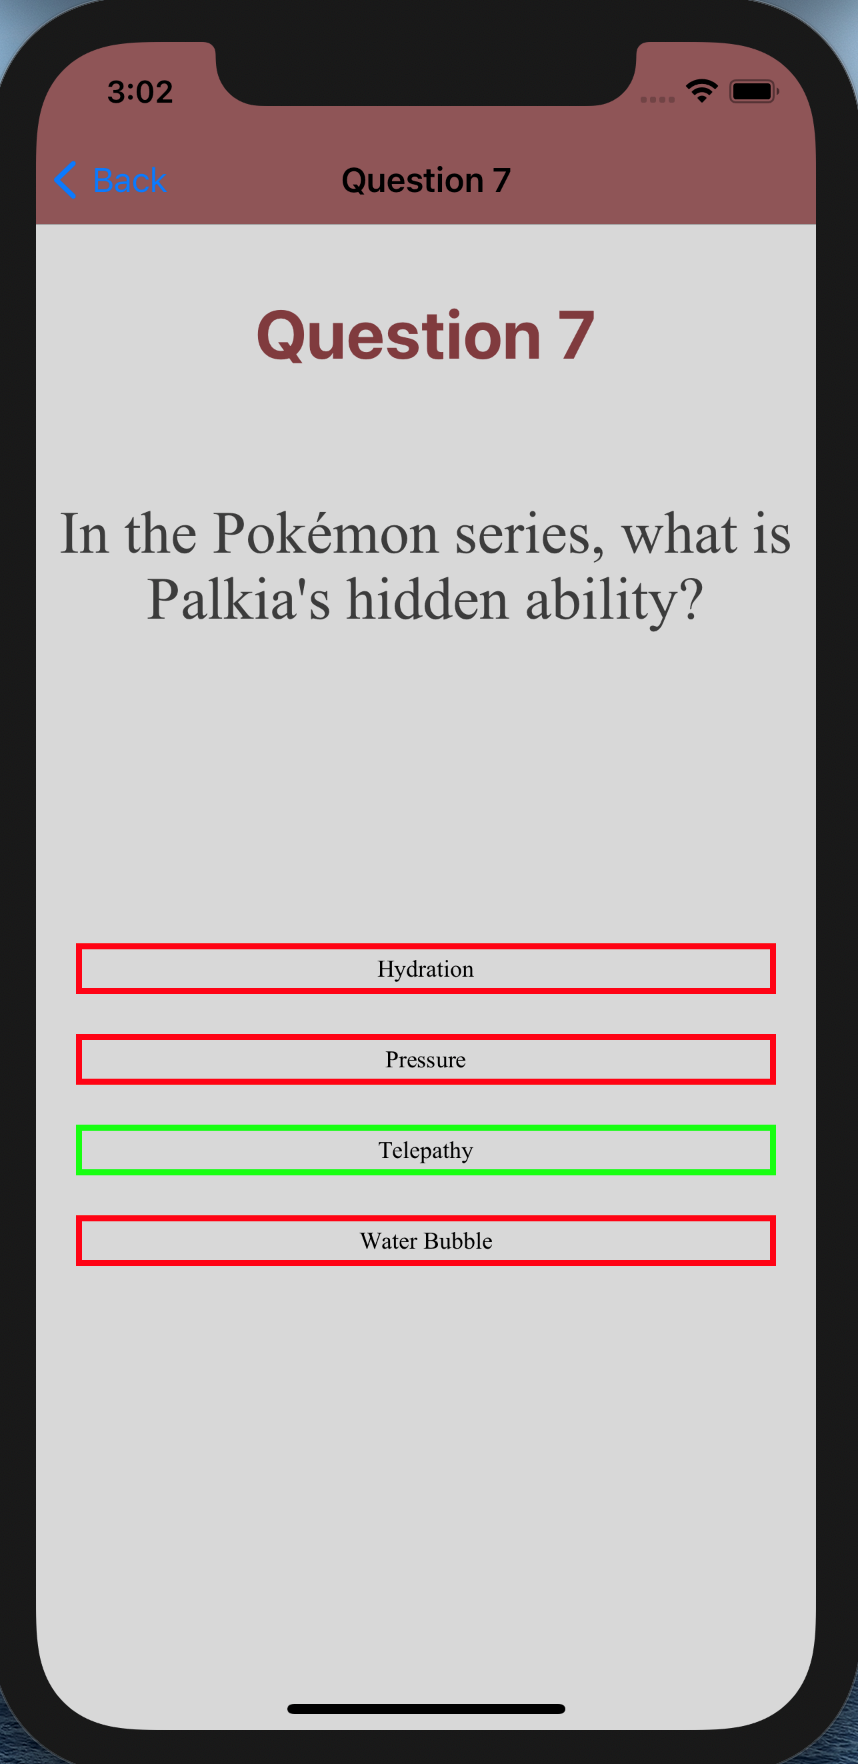 3:02
Back
Question 7
Question 7
In the Pokémon series, what is
Palkia's hidden ability?
Hydration
Pressure
Telepathy
Water Bubble